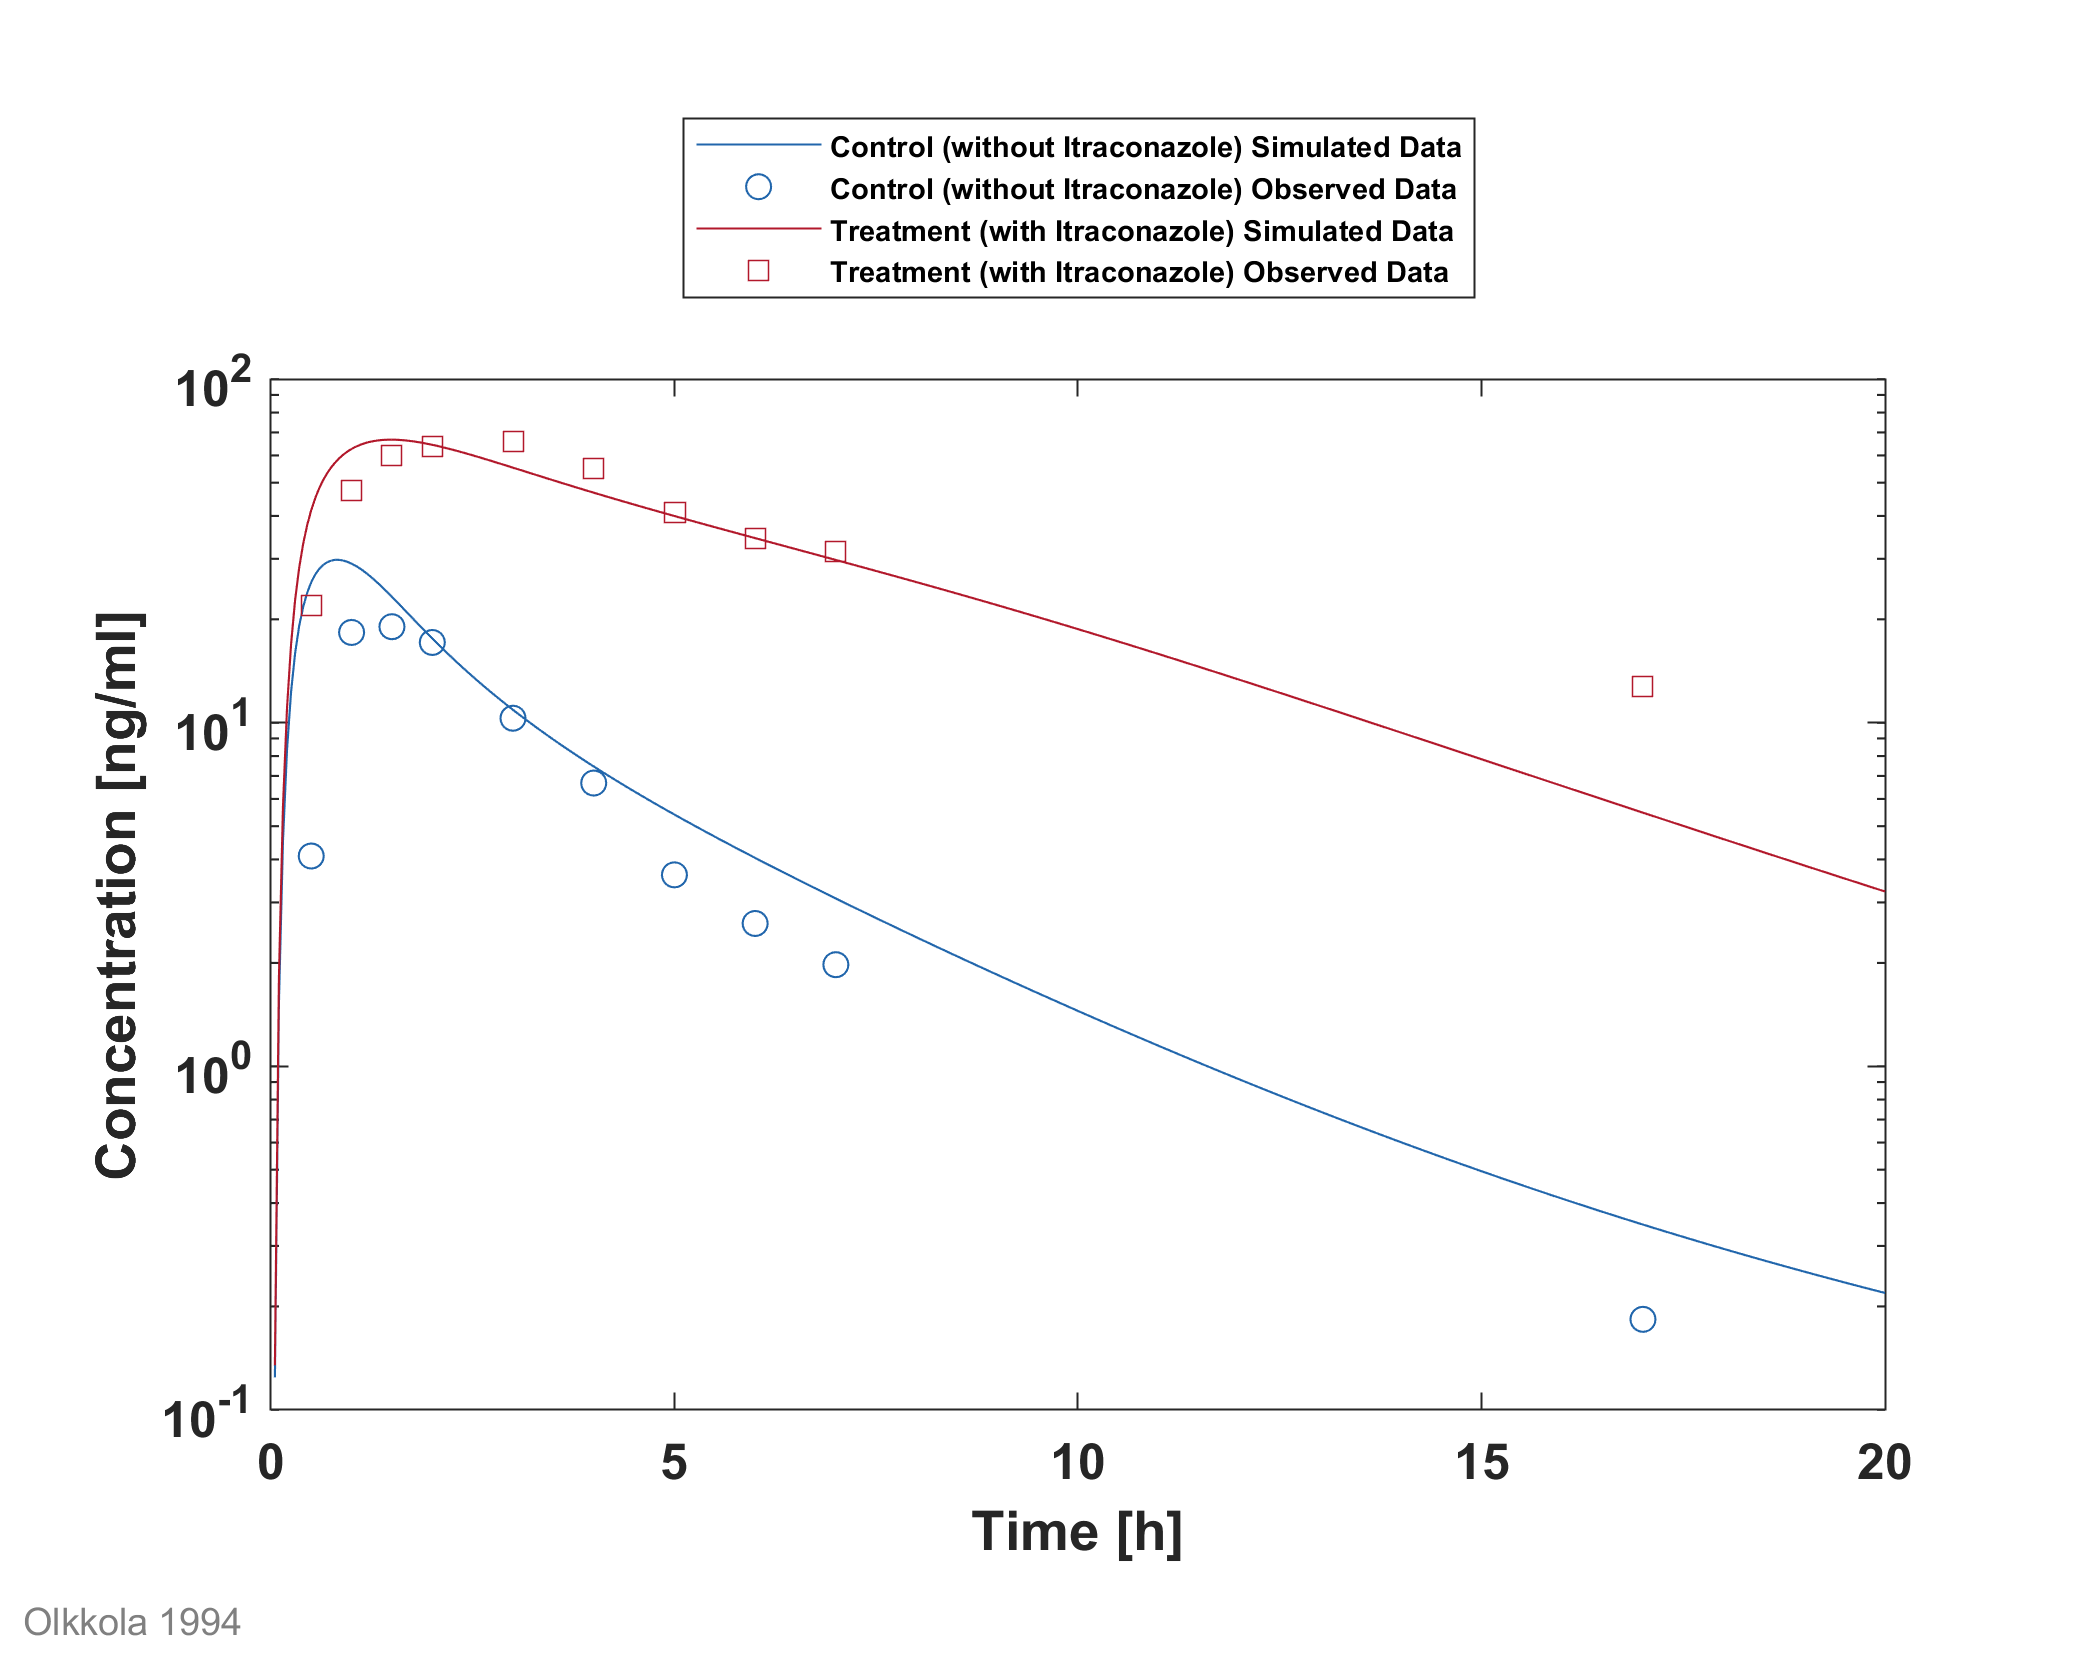 Control (without Itraconazole) Simulated Data
Control (without Itraconazole) Observed Data
Treatment (with Itraconazole) Simulated Data
Treatment (with Itraconazole) Observed Data
10^2
10^1
10^0
10^-1
Concentration [ng/ml]
0 5 10 15 20
Time [h]
Olkkola 1994